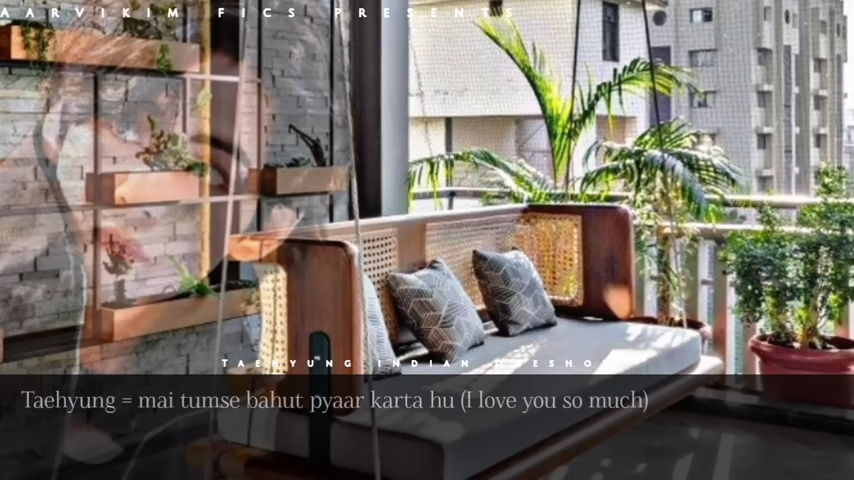 AARVIKIM FICS PRESENTS
TAEHYUNG INDIAN
Taehyung = mai tumse bahut pyaar karta hu (I love you so much)